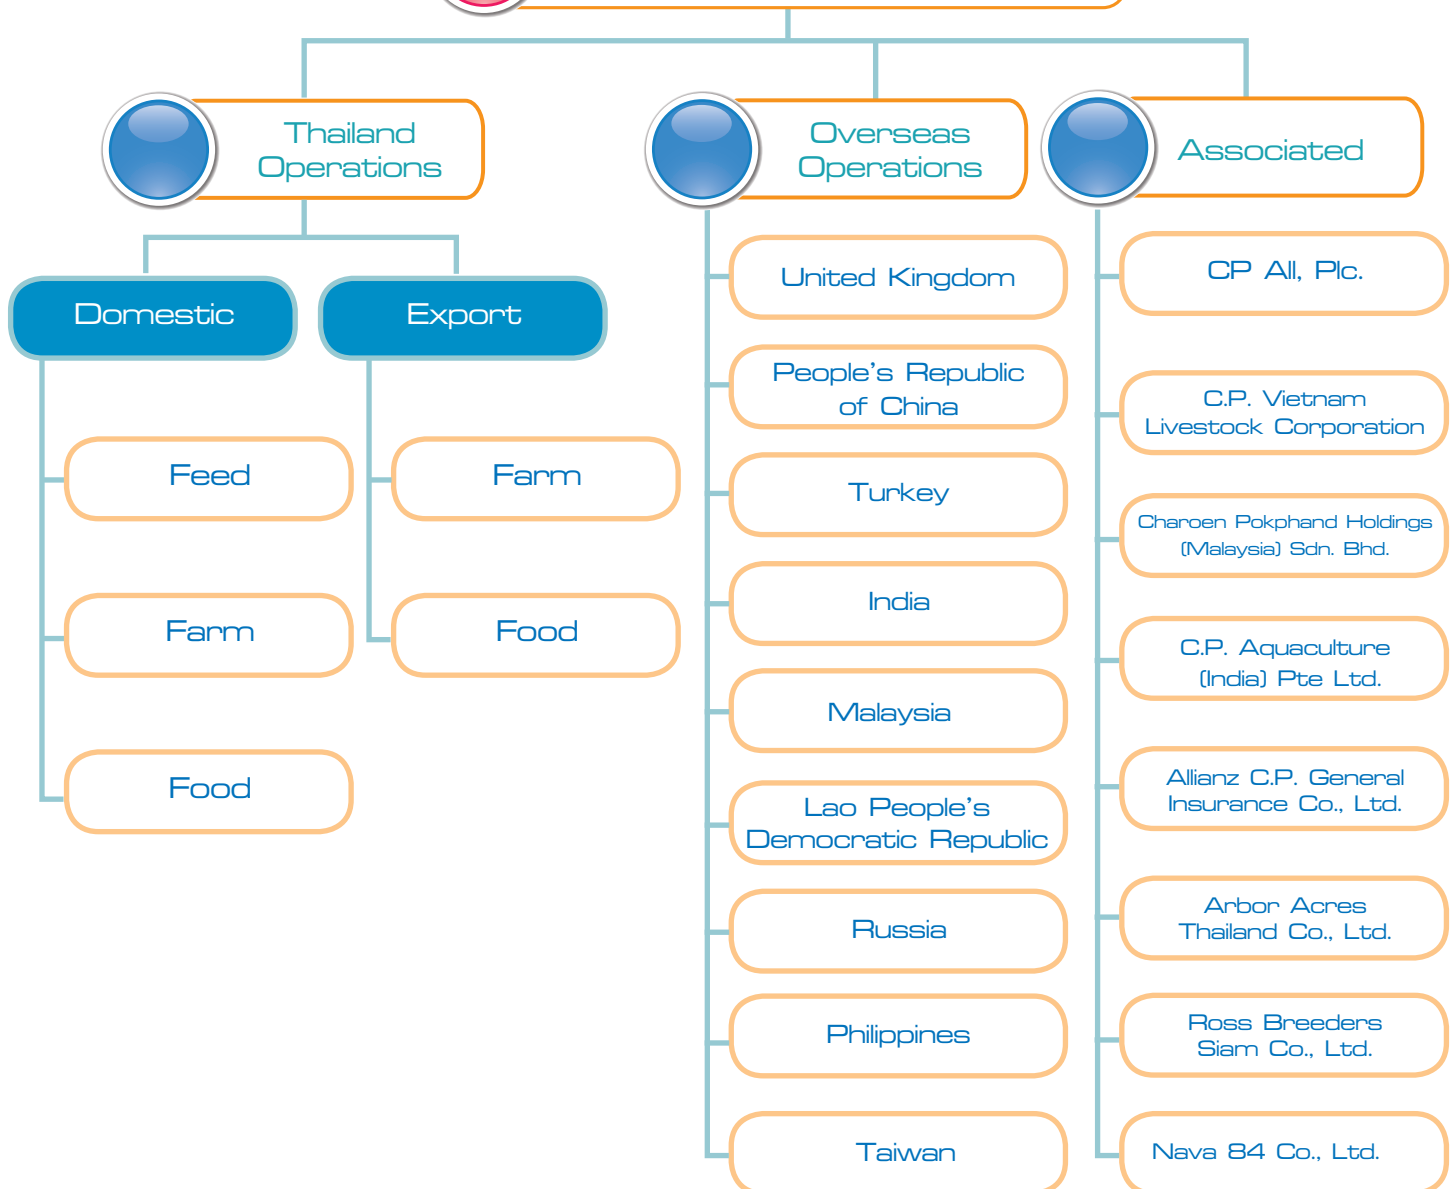 Thailand
Operations
Domestic
Feed
Farm
Food
Export
Farm
Food
Overseas
Operations
United Kingdom
People's Republic
of China
Turkey
India
Malaysia
Lao People's
Democratic Republic
Russia
Philippines
Taiwan
Associated
CP All, Plc.
C.P. Vietnam
Livestock Corporation
Charoen Pokphand Holdings
(Malaysia) Sdn. Bhd.
C.P. Aquaculture
(India) Pte Ltd.
Allianz C.P. General
Insurance Co., Ltd.
Arbor Acres
Thailand Co., Ltd.
Ross Breeders
Siam Co., Ltd.
Nava 84 Co., Ltd.